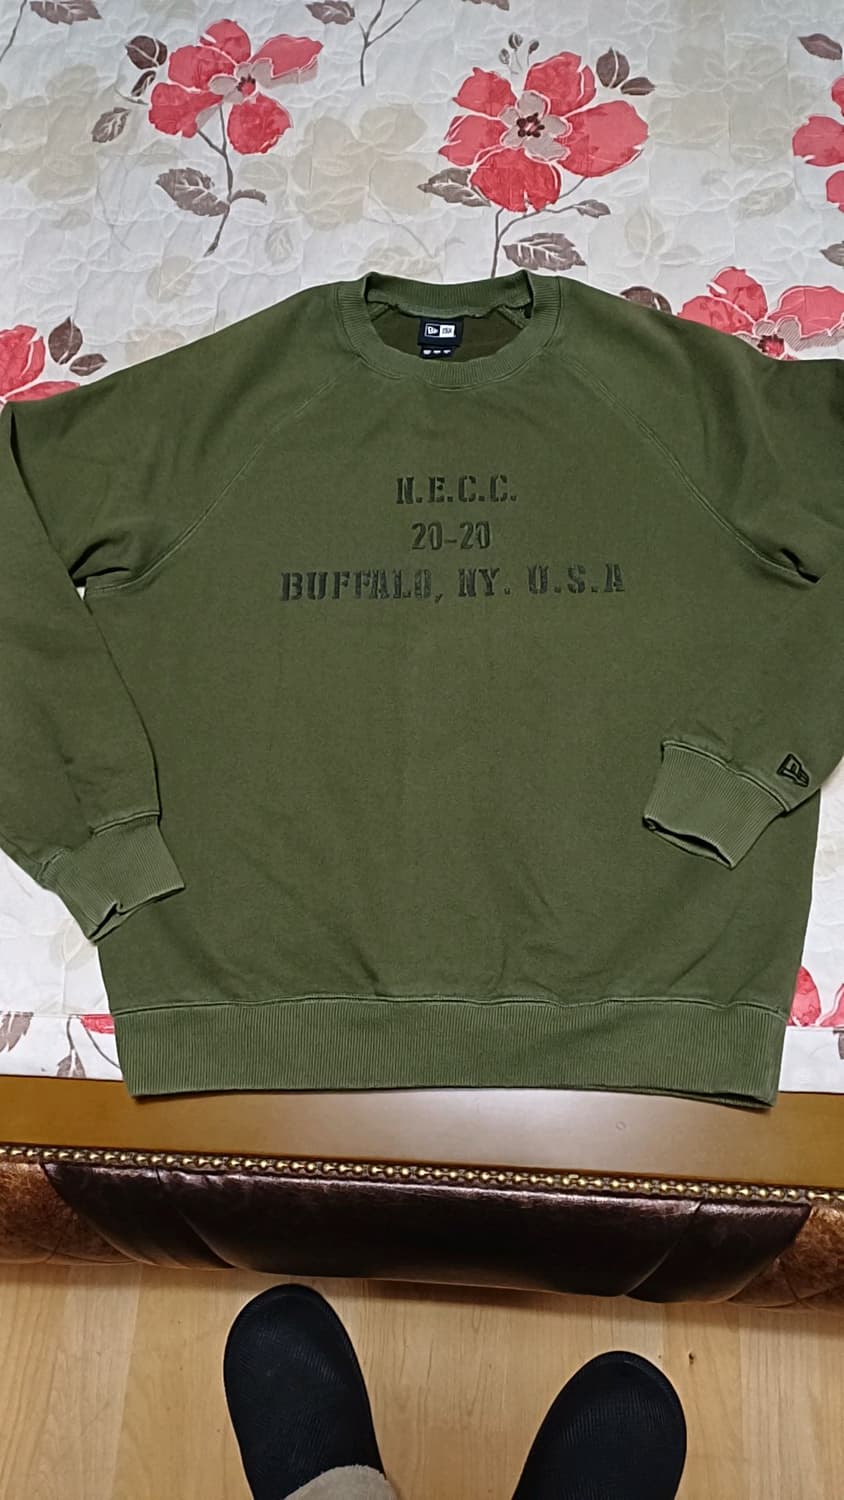 N.E.C.C.
20-20
BUFFALO, NY. U.S.A